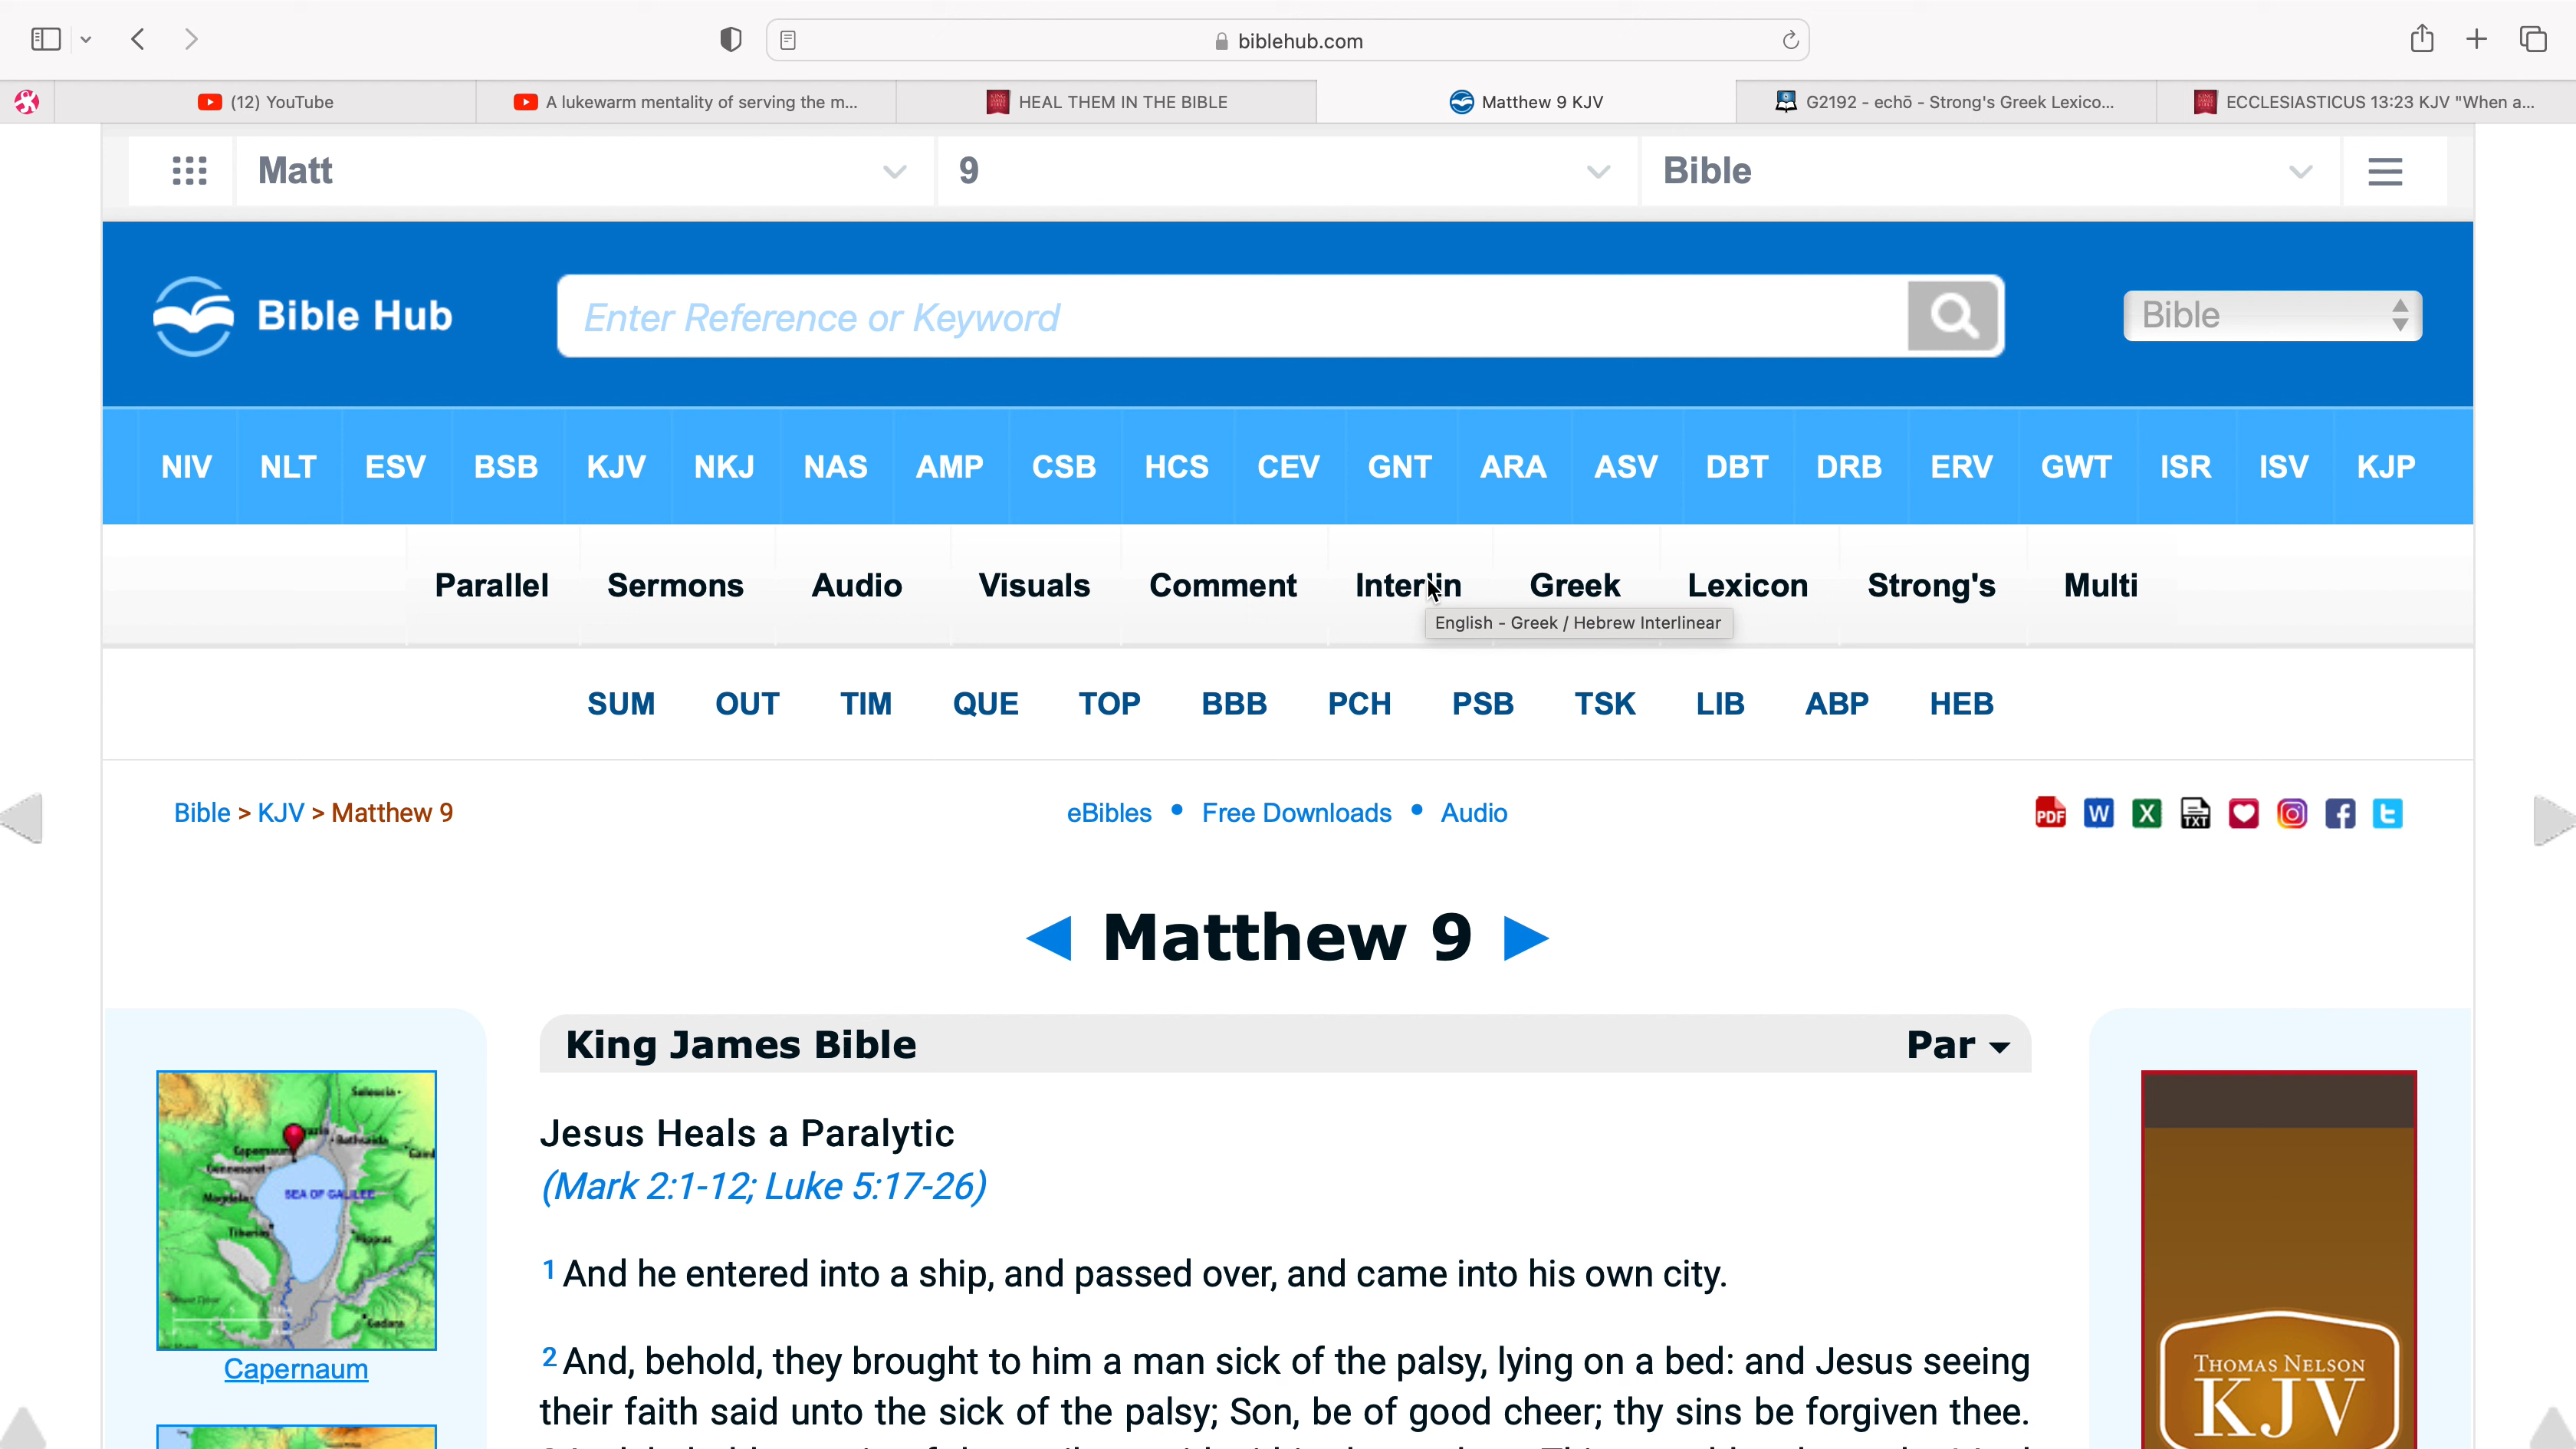 biblehub.com
(12) YouTube
A lukewarm mentality of serving the m...
HEAL THEM IN THE BIBLE
Matthew 9 KJV
G2192 - echō - Strong's Greek Lexico...
ECCLESIASTICUS 13:23 KJV "When a...
Matt
9
Bible
Bible Hub
Enter Reference or Keyword
Bible
NIV NLT ESV BSB KJV NKJ NAS AMP CSB HCS CEV GNT ARA ASV DBT DRB ERV GWT ISR ISV KJP
Parallel Sermons Audio Visuals Comment Interlin Greek Lexicon Strong's Multi
English - Greek / Hebrew Interlinear
SUM OUT TIM QUE TOP BBB PCH PSB TSK LIB ABP HEB
Bible > KJV > Matthew 9
eBibles • Free Downloads • Audio
PDF W X TXT
Matthew 9
King James Bible
Par
Jesus Heals a Paralytic
(Mark 2:1-12; Luke 5:17-26)
1 And he entered into a ship, and passed over, and came into his own city.
2 And, behold, they brought to him a man sick of the palsy, lying on a bed: and Jesus seeing
their faith said unto the sick of the palsy; Son, be of good cheer; thy sins be forgiven thee.
SEA OF GALILEE
Capernaum
THOMAS NELSON
KJV